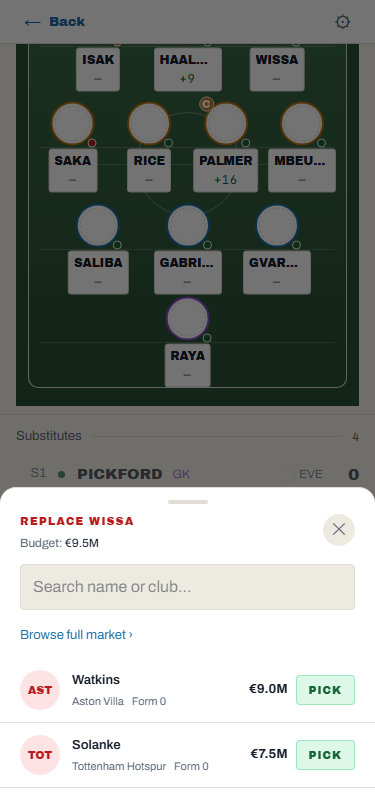 ← Back
ISAK HAAL... WISSA
– +9 –
SAKA RICE PALMER MBEU...
– – +16 –
SALIBA GABRI... GVAR...
– – –
RAYA
–
Substitutes 4
S1 PICKFORD GK EVE 0
REPLACE WISSA
Budget: €9.5M
Search name or club...
Browse full market ›
AST Watkins €9.0M PICK
Aston Villa Form 0
TOT Solanke €7.5M PICK
Tottenham Hotspur Form 0